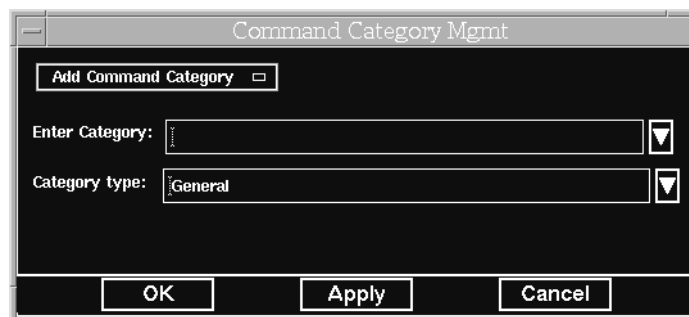 Command Category Mgmt
Add Command Category
Enter Category:
Category type: General
OK Apply Cancel